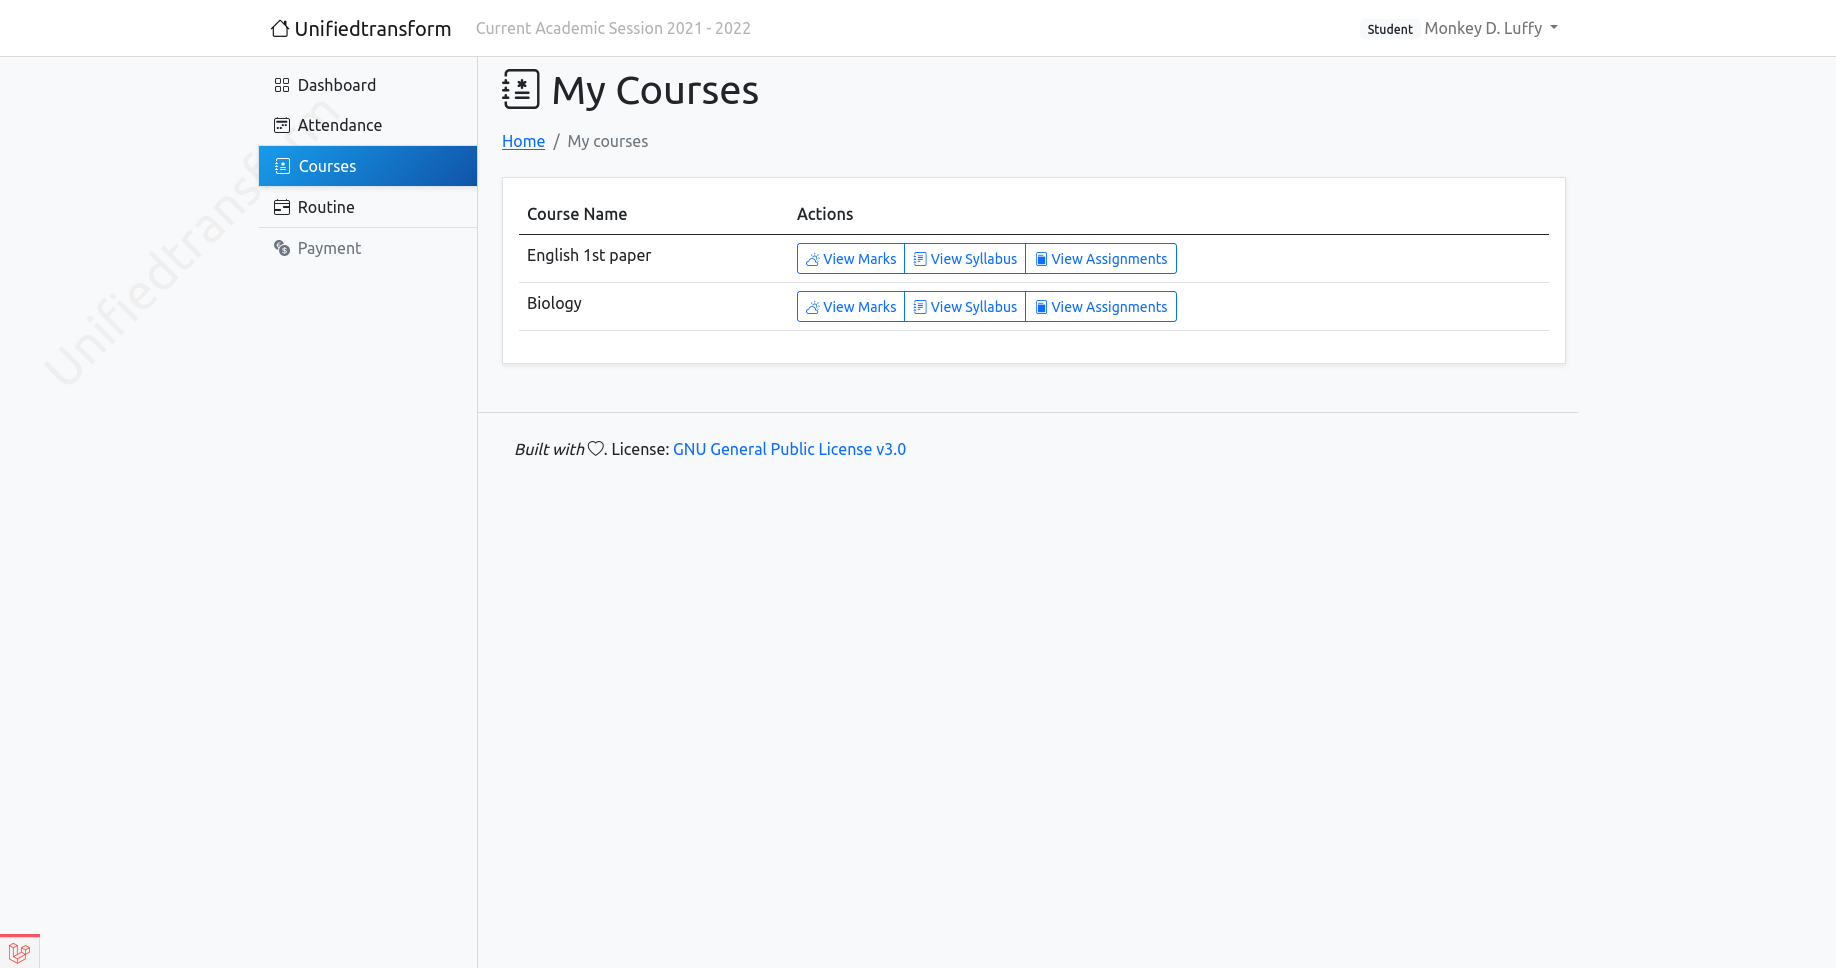 Unifiedtransform
Current Academic Session 2021 - 2022
Student Monkey D. Luffy
Dashboard
Attendance
Courses
Routine
Payment
Unifiedtransform
My Courses
Home / My courses
Course Name Actions
English 1st paper View Marks View Syllabus View Assignments
Biology View Marks View Syllabus View Assignments
Built with . License: GNU General Public License v3.0